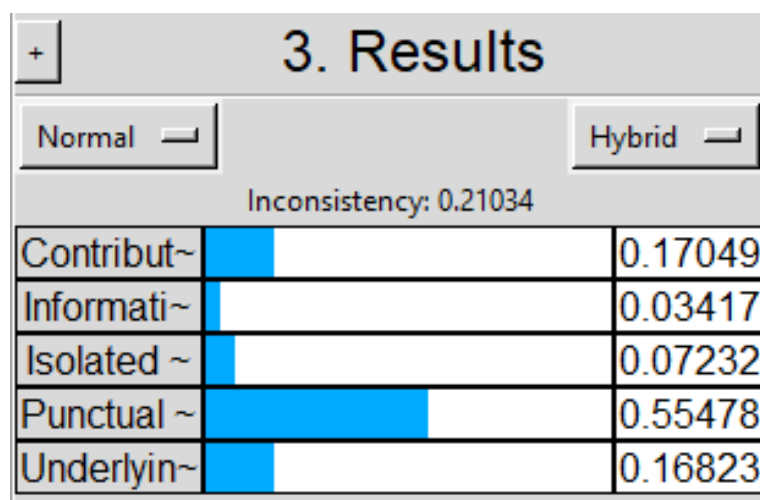 + 3. Results
Normal Hybrid
Inconsistency: 0.21034
Contribut~ 0.17049
Informati~ 0.03417
Isolated ~ 0.07232
Punctual ~ 0.55478
Underlyin~ 0.16823